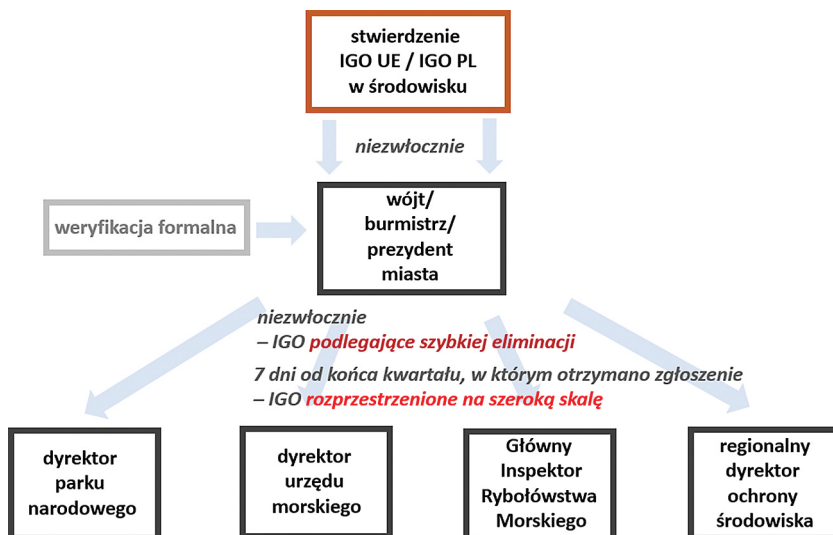 stwierdzenie
IGO UE / IGO PL
w środowisku
niezwłocznie
wójt/
burmistrz/
prezydent
miasta
weryfikacja formalna
niezwłocznie
– IGO podlegające szybkiej eliminacji
7 dni od końca kwartału, w którym otrzymano zgłoszenie
– IGO rozprzestrzenione na szeroką skalę
dyrektor
parku
narodowego
dyrektor
urzędu
morskiego
Główny
Inspektor
Rybołówstwa
Morskiego
regionalny
dyrektor
ochrony
środowiska